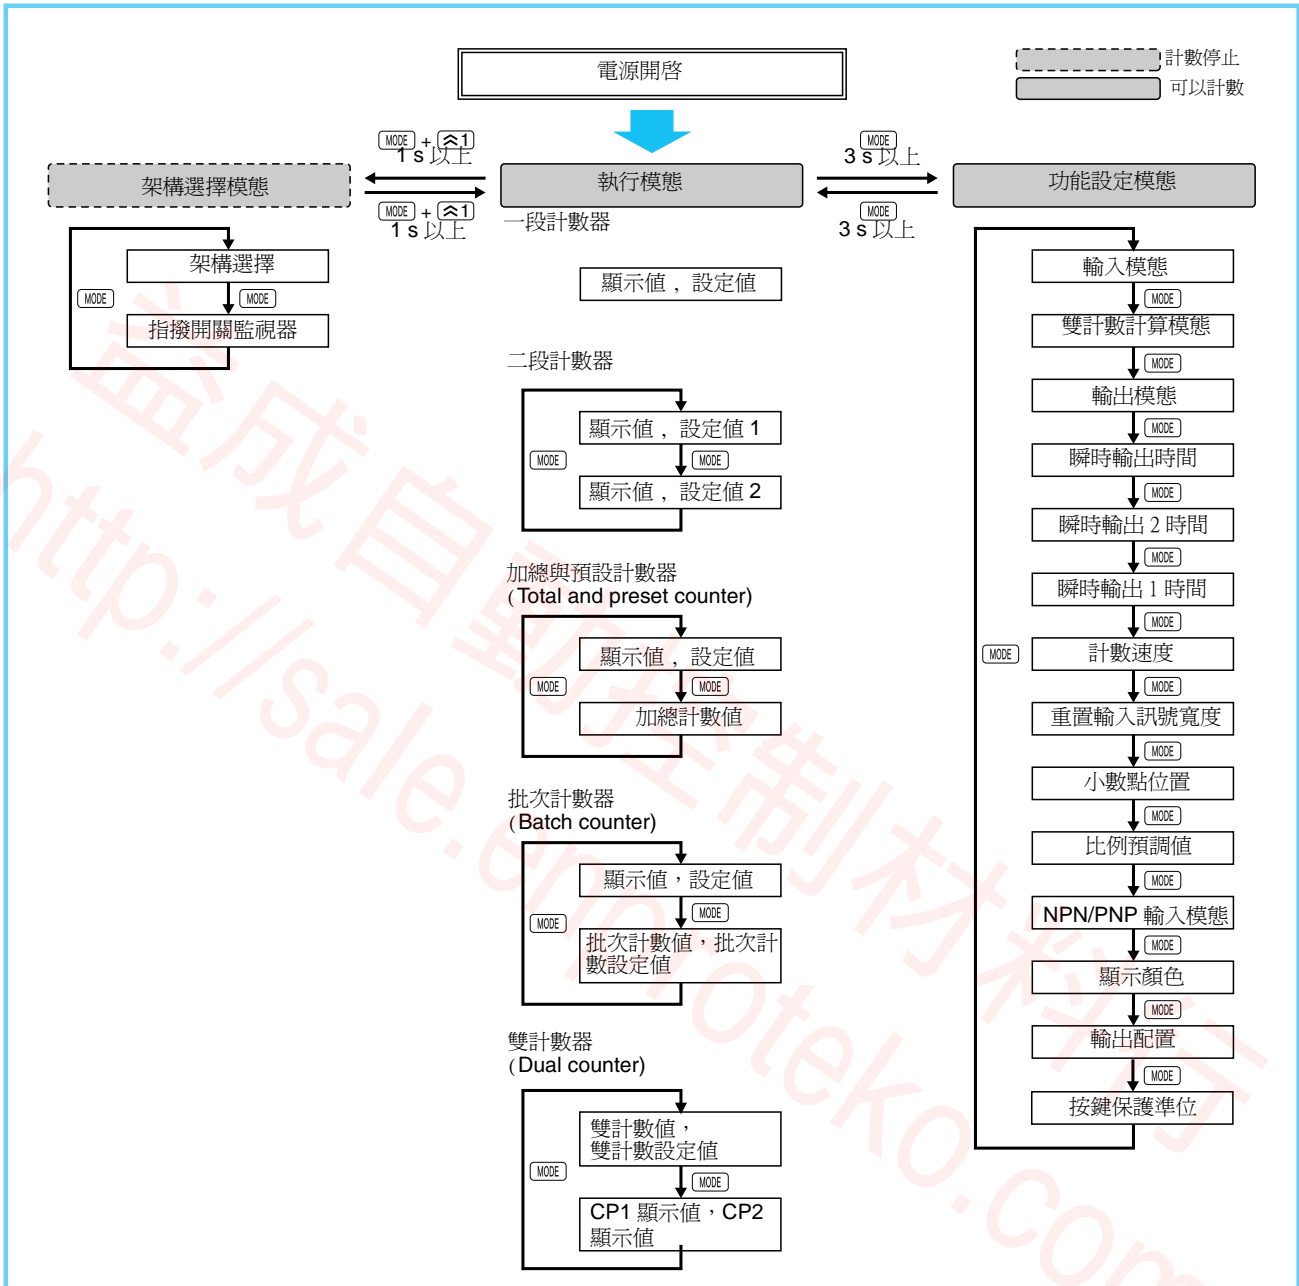 電源開啓
計數停止
可以計數
MODE + 1
1 s 以上
MODE
3 s 以上
架構選擇模態
執行模態
功能設定模態
MODE + 1
1 s 以上
MODE
3 s 以上
架構選擇
MODE
MODE
指撥開關監視器
一段計數器
顯示值 , 設定值
二段計數器
顯示值 , 設定值 1
MODE
MODE
顯示值 , 設定值 2
加總與預設計數器
(Total and preset counter)
顯示值 , 設定值
MODE
MODE
加總計數值
批次計數器
(Batch counter)
顯示值，設定值
MODE
MODE
批次計數值，批次計
數設定值
雙計數器
(Dual counter)
雙計數值，
雙計數設定值
MODE
MODE
CP1 顯示值，CP2
顯示值
輸入模態
MODE
雙計數計算模態
MODE
輸出模態
MODE
瞬時輸出時間
MODE
瞬時輸出 2 時間
MODE
瞬時輸出 1 時間
MODE
MODE
計數速度
MODE
重置輸入訊號寬度
MODE
小數點位置
MODE
比例預調值
MODE
NPN/PNP 輸入模態
MODE
顯示顏色
MODE
輸出配置
MODE
按鍵保護準位
益成自動控制材料行
http://sale.enproteko.com